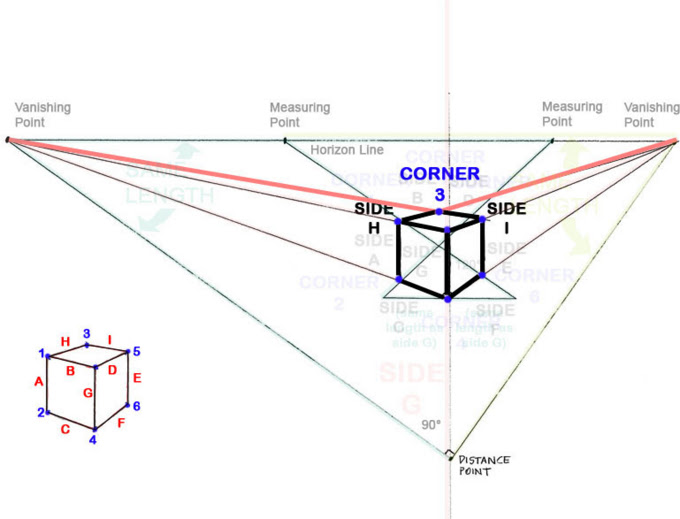 Vanishing
Point
Measuring
Point
Measuring
Point
Vanishing
Point
Horizon Line
SAME
LENGTH
CORNER
3
CORNER
SIDE
B
SIDE
H
SIDE
I
SIDE
A
SIDE
G
SIDE
E
LENGTH
CORNER
2
CORNER
6
SIDE
C
SIDE
F
length as
side G)
length as
side G)
SIDE
G
90°
DISTANCE
POINT
3
H
I
1
5
B
D
A
G
E
2
6
C
F
4